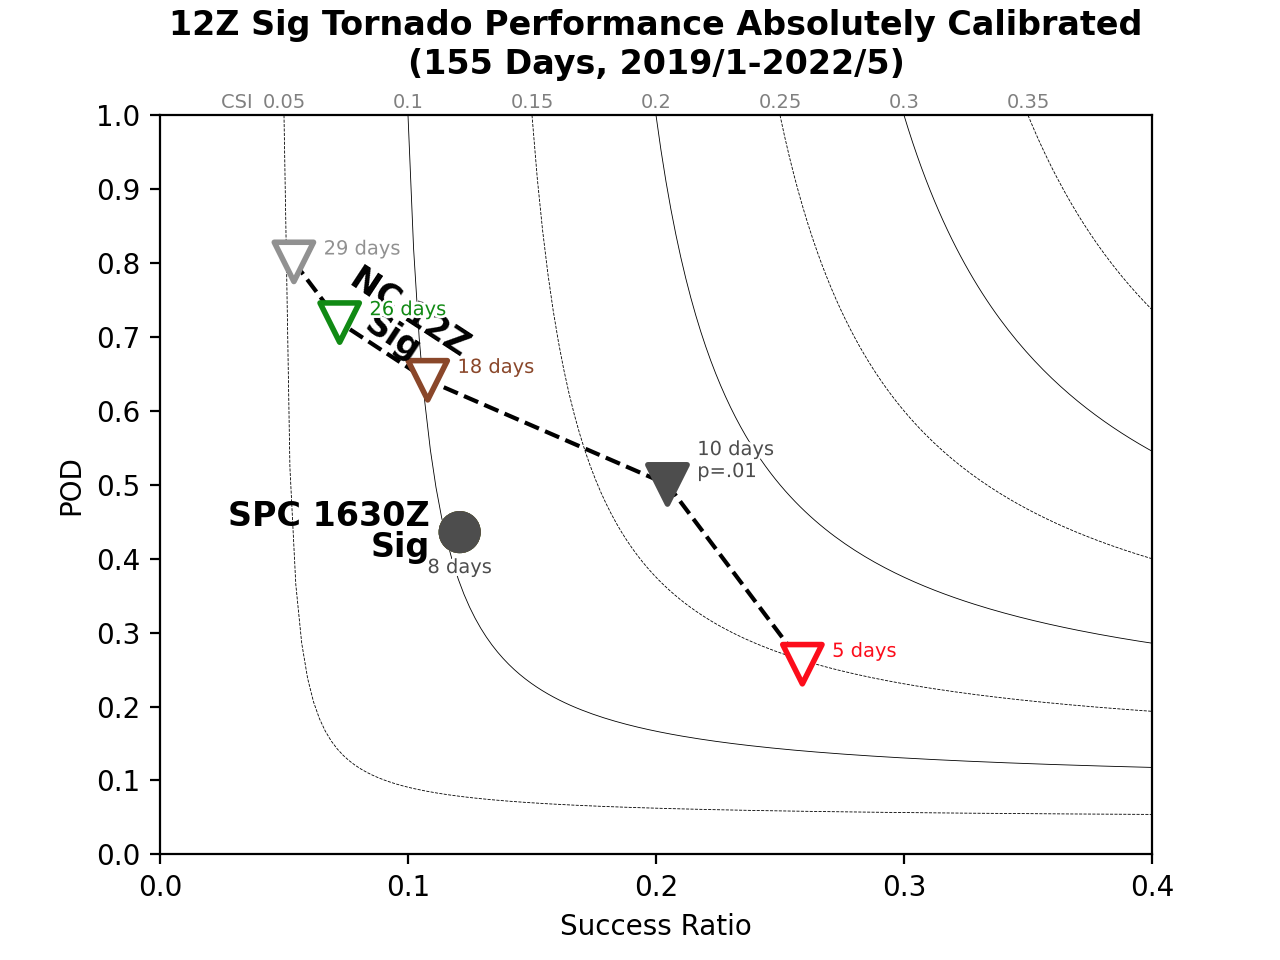 12Z Sig Tornado Performance Absolutely Calibrated
(155 Days, 2019/1-2022/5)
CSI 0.05 0.1 0.15 0.2 0.25 0.3 0.35
1.0
0.9
0.8
0.7
0.6
0.5
0.4
0.3
0.2
0.1
0.0
POD
29 days
26 days
Sig
18 days
10 days
p=.01
SPC 1630Z
Sig
8 days
5 days
0.0 0.1 0.2 0.3 0.4
Success Ratio